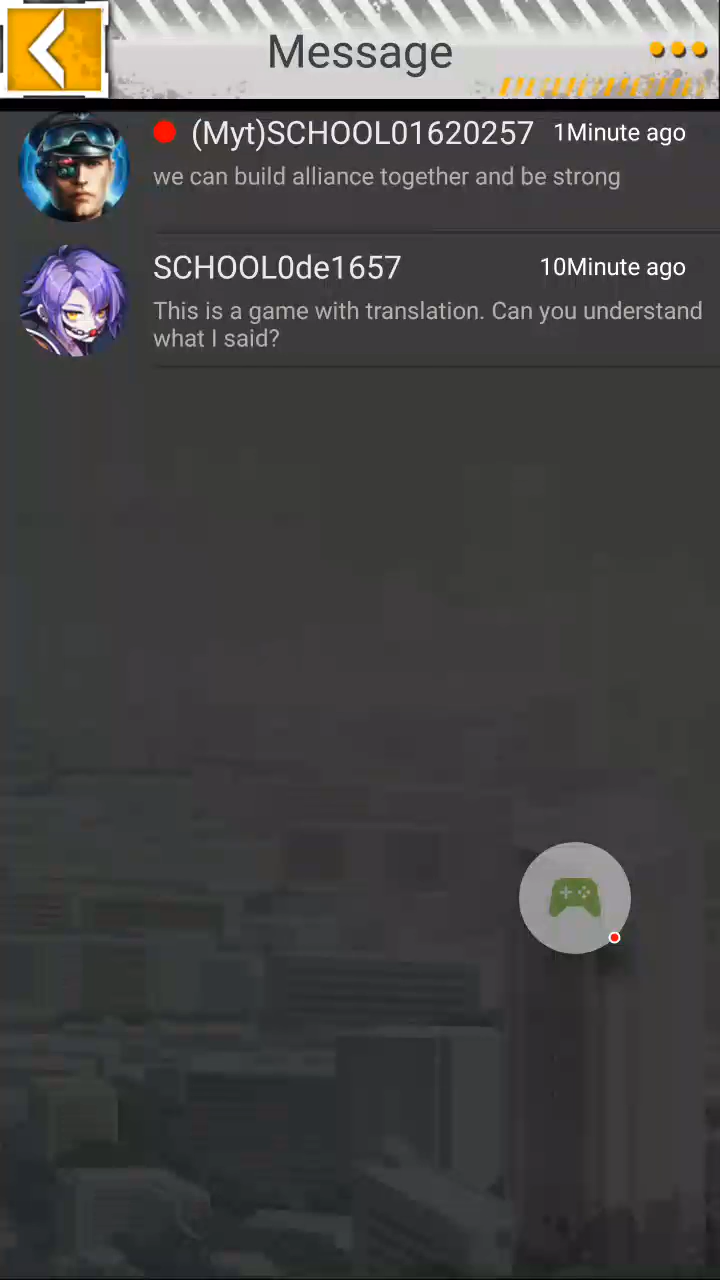 Message
(Myt)SCHOOL01620257 1Minute ago
we can build alliance together and be strong
SCHOOL0de1657 10Minute ago
This is a game with translation. Can you understand
what I said?